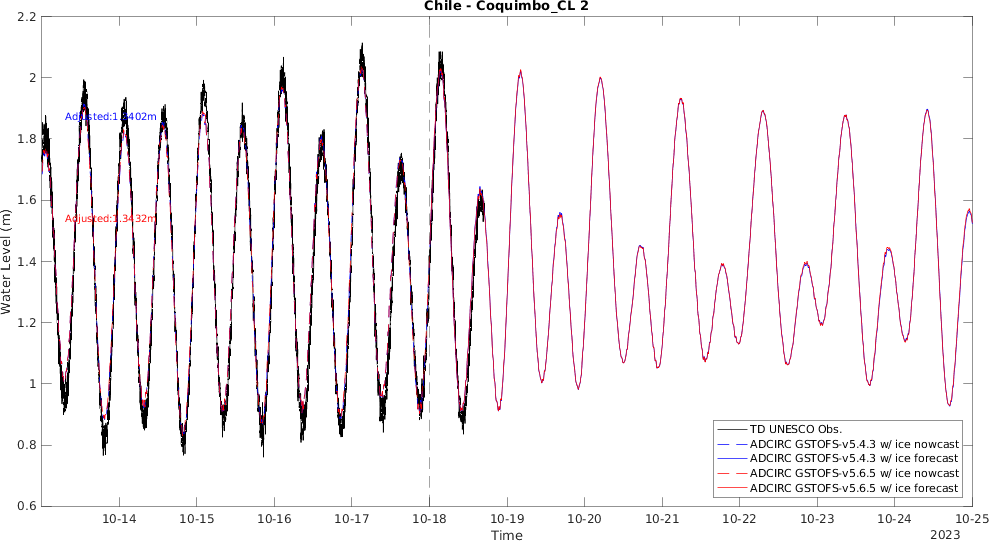 Chile - Coquimbo_CL 2
2.2
2
1.8
1.6
1.4
1.2
1
0.8
0.6
Water Level (m)
Adjusted:1.3402m
Adjusted:1.3432m
TD UNESCO Obs.
ADCIRC GSTOFS-v5.4.3 w/ ice nowcast
ADCIRC GSTOFS-v5.4.3 w/ ice forecast
ADCIRC GSTOFS-v5.6.5 w/ ice nowcast
ADCIRC GSTOFS-v5.6.5 w/ ice forecast
10-14 10-15 10-16 10-17 10-18 10-19 10-20 10-21 10-22 10-23 10-24 10-25
Time
2023